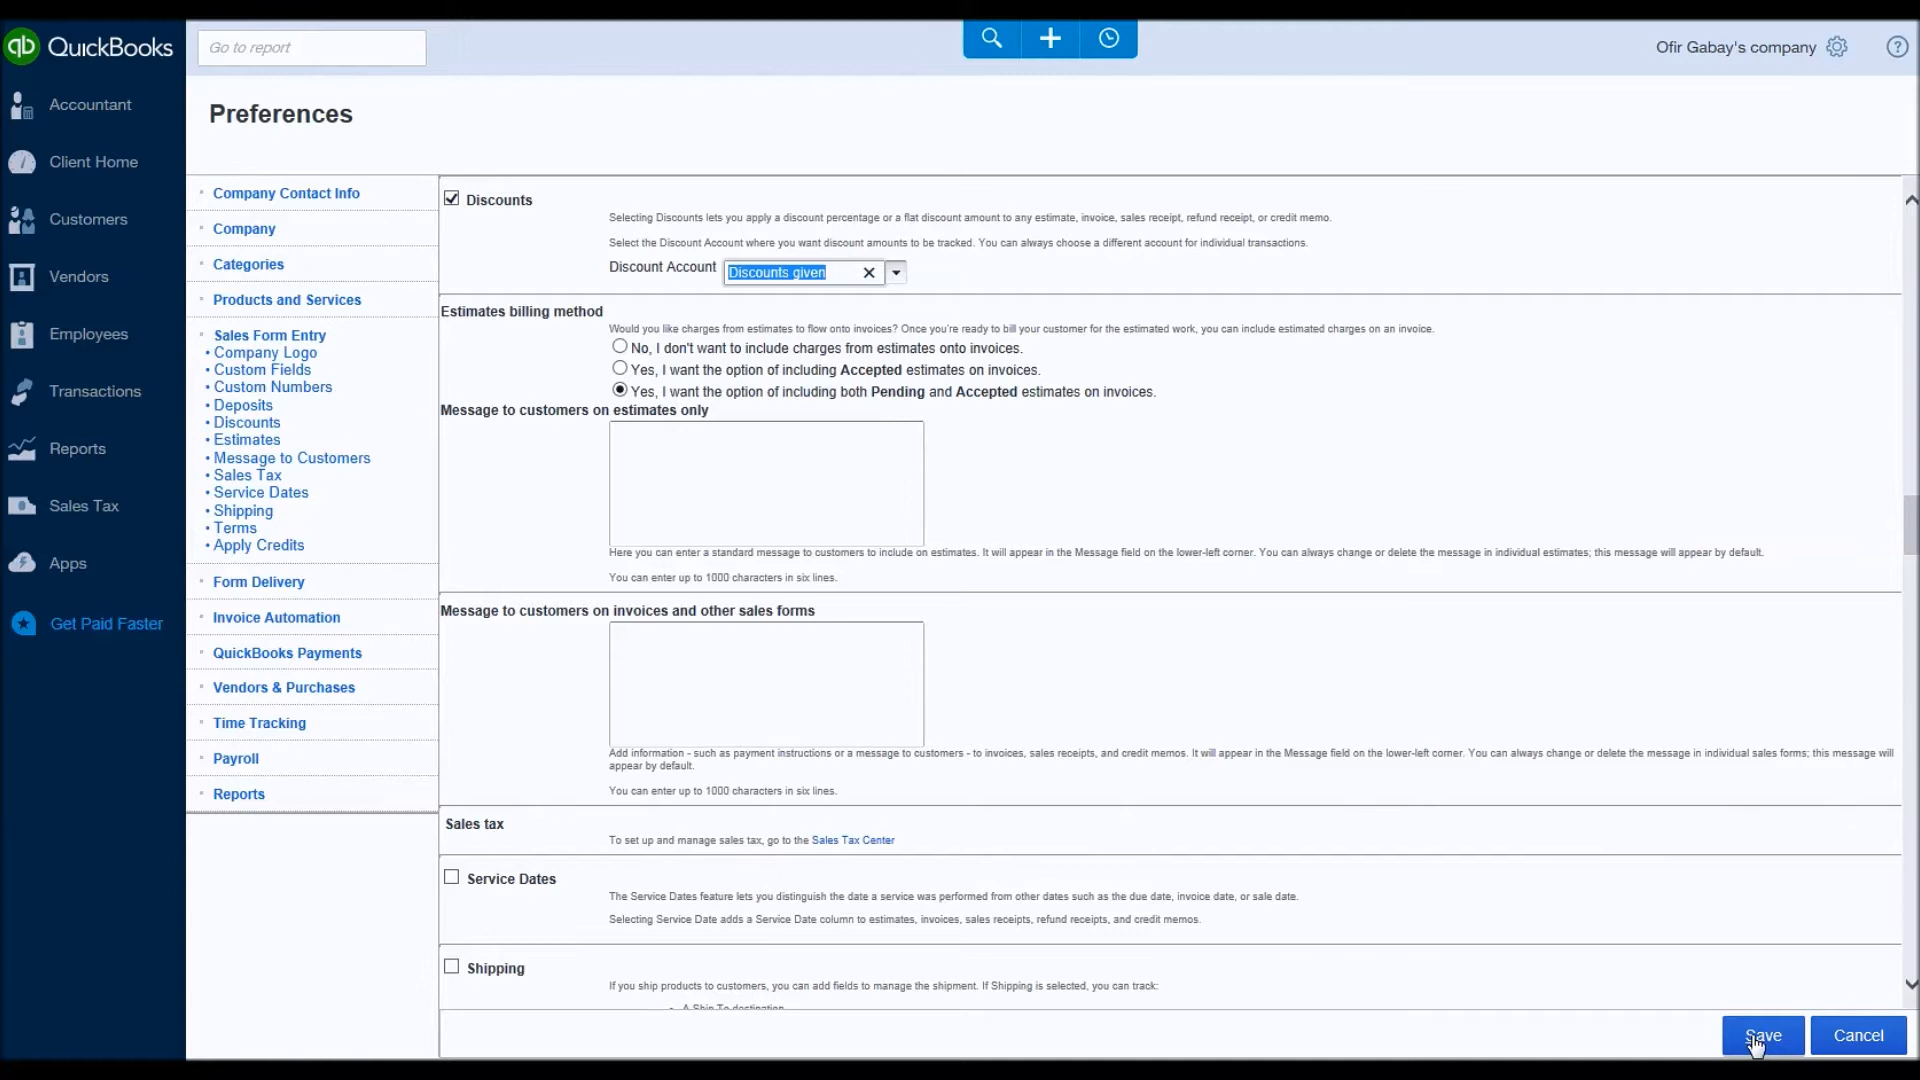 QuickBooks
Go to report
Ofir Gabay's company
Accountant
Client Home
Customers
Vendors
Employees
Transactions
Reports
Sales Tax
Apps
Get Paid Faster
Preferences
Company Contact Info
Company
Categories
Products and Services
Sales Form Entry
• Company Logo
• Custom Fields
• Custom Numbers
• Deposits
• Discounts
• Estimates
• Message to Customers
• Sales Tax
• Service Dates
• Shipping
• Terms
• Apply Credits
Form Delivery
Invoice Automation
QuickBooks Payments
Vendors & Purchases
Time Tracking
Payroll
Reports
Discounts
Selecting Discounts lets you apply a discount percentage or a flat discount amount to any estimate, invoice, sales receipt, refund receipt, or credit memo.
Select the Discount Account where you want discount amounts to be tracked. You can always choose a different account for individual transactions.
Discount Account Discounts given
Estimates billing method
Would you like charges from estimates to flow onto invoices? Once you're ready to bill your customer for the estimated work, you can include estimated charges on an invoice.
No, I don't want to include charges from estimates onto invoices.
Yes, I want the option of including Accepted estimates on invoices.
Yes, I want the option of including both Pending and Accepted estimates on invoices.
Message to customers on estimates only
Here you can enter a standard message to customers to include on estimates. It will appear in the Message field on the lower-left corner. You can always change or delete the message in individual estimates; this message will appear by default.
You can enter up to 1000 characters in six lines.
Message to customers on invoices and other sales forms
Add information - such as payment instructions or a message to customers - to invoices, sales receipts, and credit memos. It will appear in the Message field on the lower-left corner. You can always change or delete the message in individual sales forms; this message will
appear by default.
You can enter up to 1000 characters in six lines.
Sales tax
To set up and manage sales tax, go to the Sales Tax Center
Service Dates
The Service Dates feature lets you distinguish the date a service was performed from other dates such as the due date, invoice date, or sale date.
Selecting Service Date adds a Service Date column to estimates, invoices, sales receipts, refund receipts, and credit memos.
Shipping
If you ship products to customers, you can add fields to manage the shipment. If Shipping is selected, you can track:
• A Ship To destination
Save Cancel